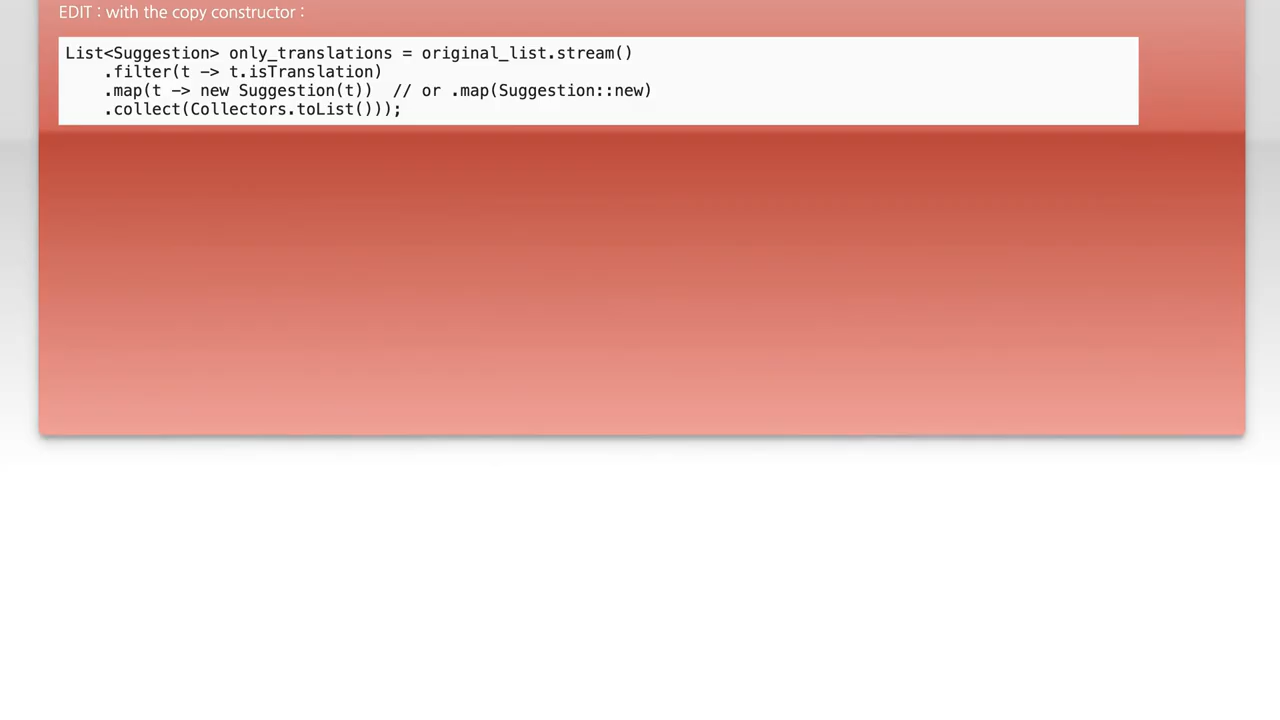 EDIT : with the copy constructor :
List<Suggestion> only_translations = original_list.stream()
    .filter(t -> t.isTranslation)
    .map(t -> new Suggestion(t))  // or .map(Suggestion::new)
    .collect(Collectors.toList()));